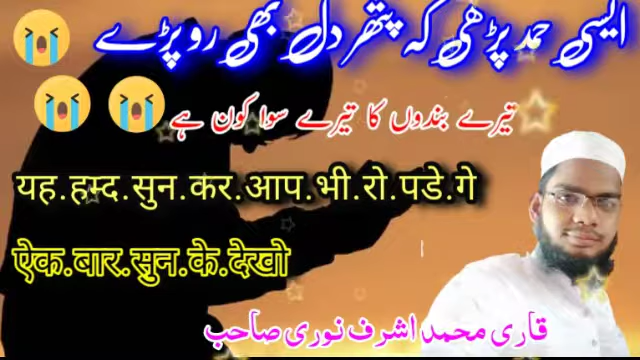 ایسی حمد پڑھی کہ پتھر دل بھی رو پڑے
تیرے بندوں کا تیرے سوا کون ہے
यह.हम्द.सुन.कर.आप.भी.रो.पडे.गे
ऐक.बार.सुन.के.देखो
قاری محمد اشرف نوری صاحب